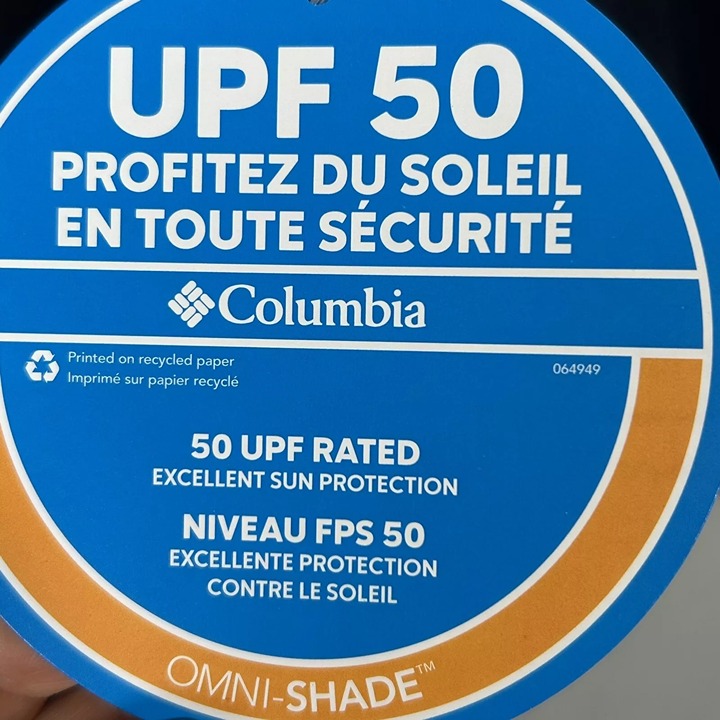 UPF 50
PROFITEZ DU SOLEIL
EN TOUTE SÉCURITÉ
Columbia
Printed on recycled paper
Imprimé sur papier recyclé
064949
50 UPF RATED
EXCELLENT SUN PROTECTION
NIVEAU FPS 50
EXCELLENTE PROTECTION
CONTRE LE SOLEIL
OMNI-SHADE™